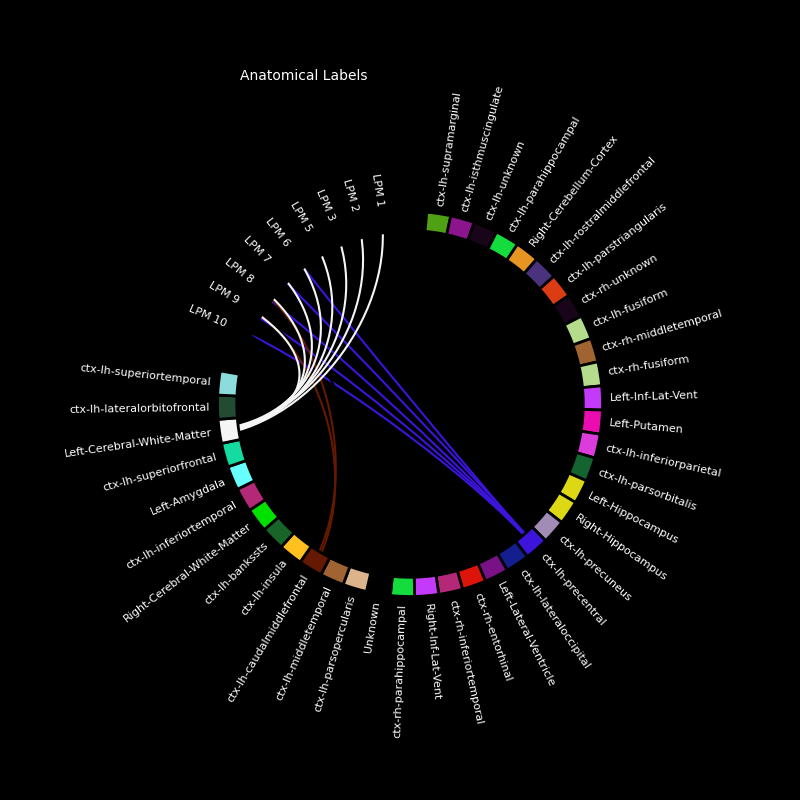 Anatomical Labels
ctx-lh-supramarginal
ctx-lh-isthmuscingulate
ctx-lh-unknown
ctx-lh-parahippocampal
Right-Cerebellum-Cortex
ctx-lh-rostralmiddlefrontal
ctx-lh-parstriangularis
ctx-rh-unknown
ctx-lh-fusiform
ctx-rh-middletemporal
ctx-rh-fusiform
Left-Inf-Lat-Vent
Left-Putamen
ctx-lh-inferiorparietal
ctx-lh-parsorbitalis
Left-Hippocampus
Right-Hippocampus
ctx-lh-precuneus
ctx-lh-precentral
ctx-lh-lateraloccipital
Left-Lateral-Ventricle
ctx-rh-entorhinal
ctx-rh-inferiortemporal
Right-Inf-Lat-Vent
ctx-rh-parahippocampal
Unknown
ctx-lh-parsopercularis
ctx-lh-middletemporal
ctx-lh-caudalmiddlefrontal
ctx-lh-insula
ctx-lh-bankssts
Right-Cerebral-White-Matter
ctx-lh-inferiortemporal
Left-Amygdala
ctx-lh-superiorfrontal
Left-Cerebral-White-Matter
ctx-lh-lateralorbitofrontal
ctx-lh-superiortemporal
LPM 10
LPM 9
LPM 8
LPM 7
LPM 6
LPM 5
LPM 3
LPM 2
LPM 1